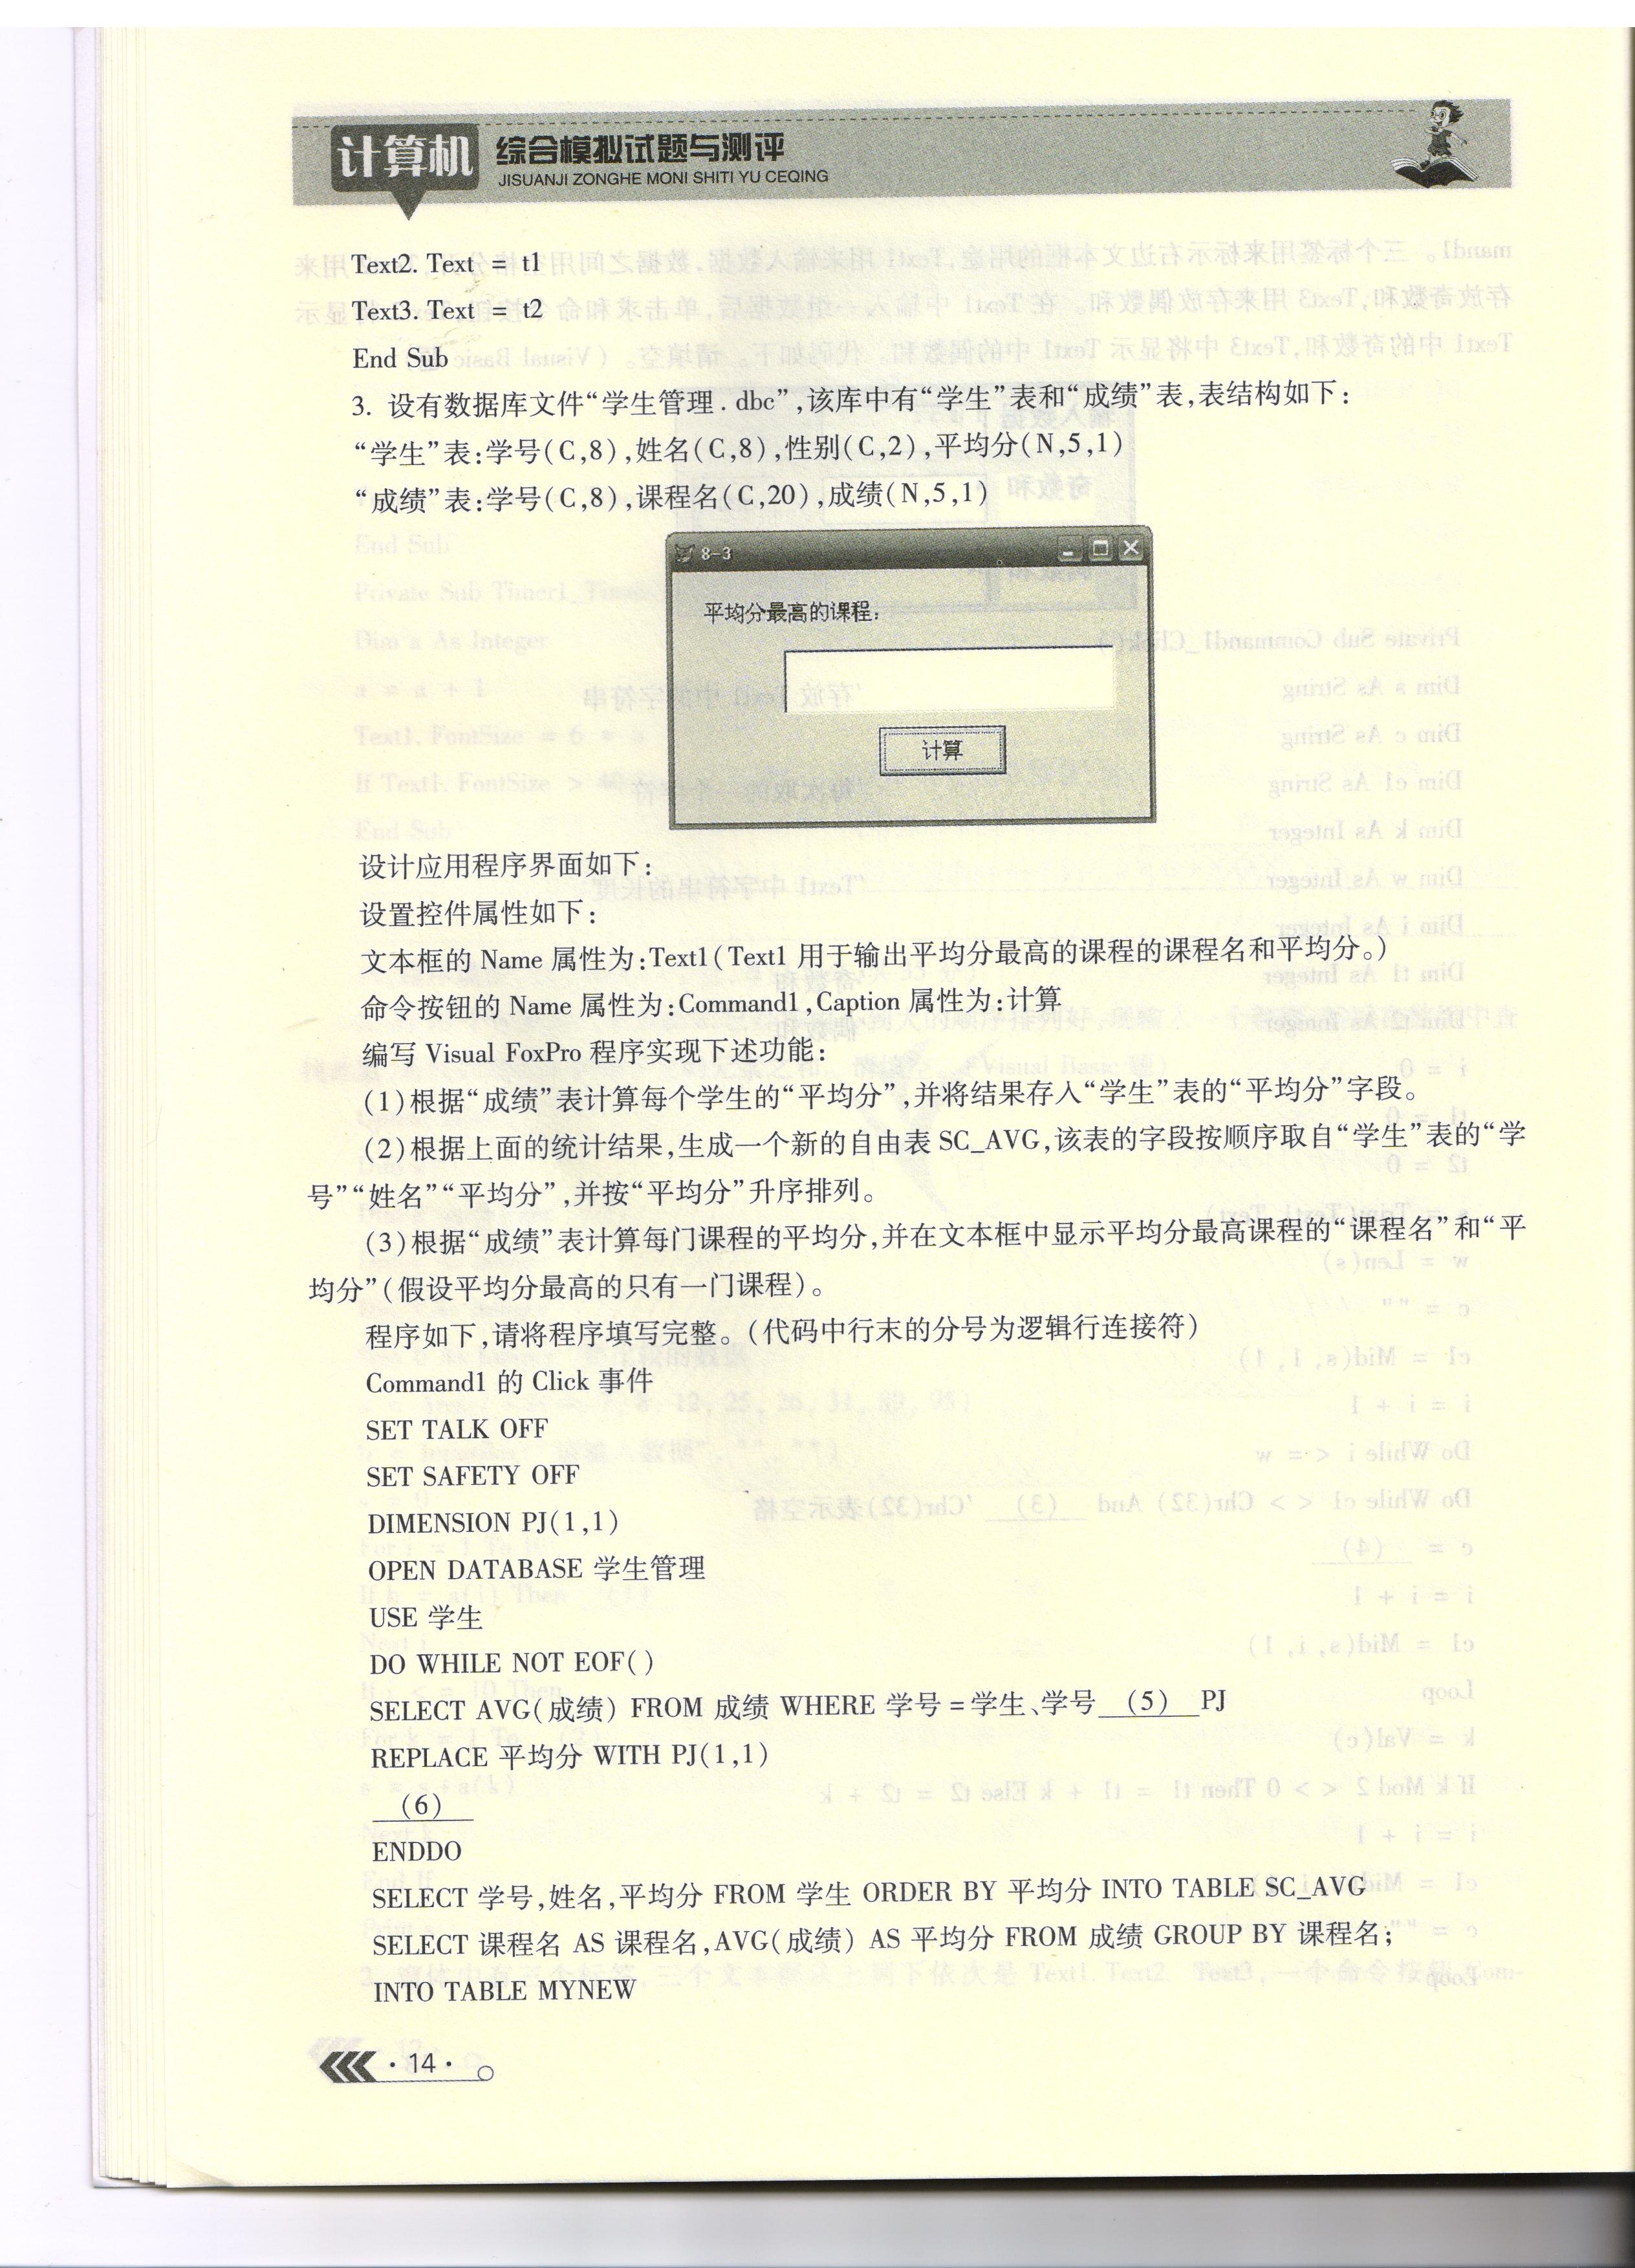 计算机 综合模拟试题与测评
JISUANJI ZONGHE MONI SHITI YU CEQING
Text2. Text = t1
Text3. Text = t2
End Sub
3. 设有数据库文件“学生管理. dbc”,该库中有“学生”表和“成绩”表,表结构如下:
“学生”表:学号(C,8),姓名(C,8),性别(C,2),平均分(N,5,1)
“成绩”表:学号(C,8),课程名(C,20),成绩(N,5,1)
8-3
平均分最高的课程:
计算
设计应用程序界面如下:
设置控件属性如下:
文本框的 Name 属性为:Text1(Text1 用于输出平均分最高的课程的课程名和平均分。)
命令按钮的 Name 属性为:Command1,Caption 属性为:计算
编写 Visual FoxPro 程序实现下述功能:
(1)根据“成绩”表计算每个学生的“平均分”,并将结果存入“学生”表的“平均分”字段。
(2)根据上面的统计结果,生成一个新的自由表 SC_AVG,该表的字段按顺序取自“学生”表的“学
号”“姓名”“平均分”,并按“平均分”升序排列。
(3)根据“成绩”表计算每门课程的平均分,并在文本框中显示平均分最高课程的“课程名”和“平
均分”(假设平均分最高的只有一门课程)。
程序如下,请将程序填写完整。(代码中行末的分号为逻辑行连接符)
Command1 的 Click 事件
SET TALK OFF
SET SAFETY OFF
DIMENSION PJ(1,1)
OPEN DATABASE 学生管理
USE 学生
DO WHILE NOT EOF( )
SELECT AVG(成绩) FROM 成绩 WHERE 学号=学生、学号 (5) PJ
REPLACE 平均分 WITH PJ(1,1)
(6)
ENDDO
SELECT 学号,姓名,平均分 FROM 学生 ORDER BY 平均分 INTO TABLE SC_AVG
SELECT 课程名 AS 课程名,AVG(成绩) AS 平均分 FROM 成绩 GROUP BY 课程名;
INTO TABLE MYNEW
· 14 ·